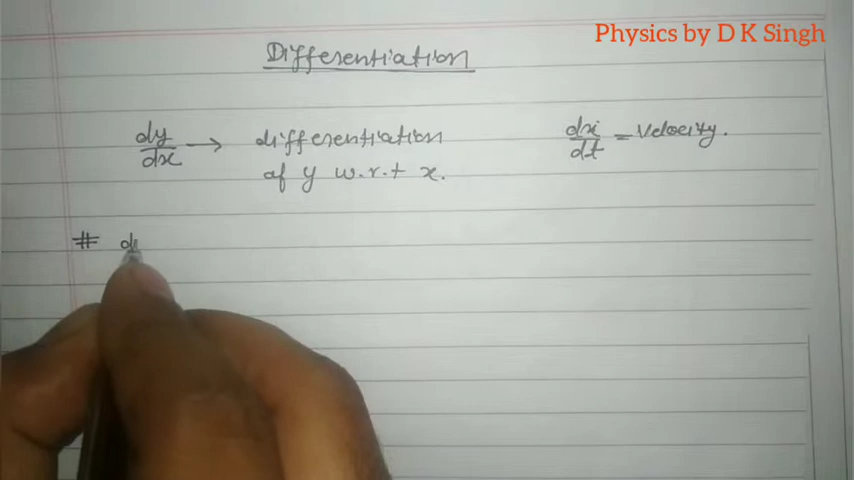 Physics by D K Singh
Differentiation
dy/dx → differentiation of y w.r.t x.
dx/dt = Velocity.
# d